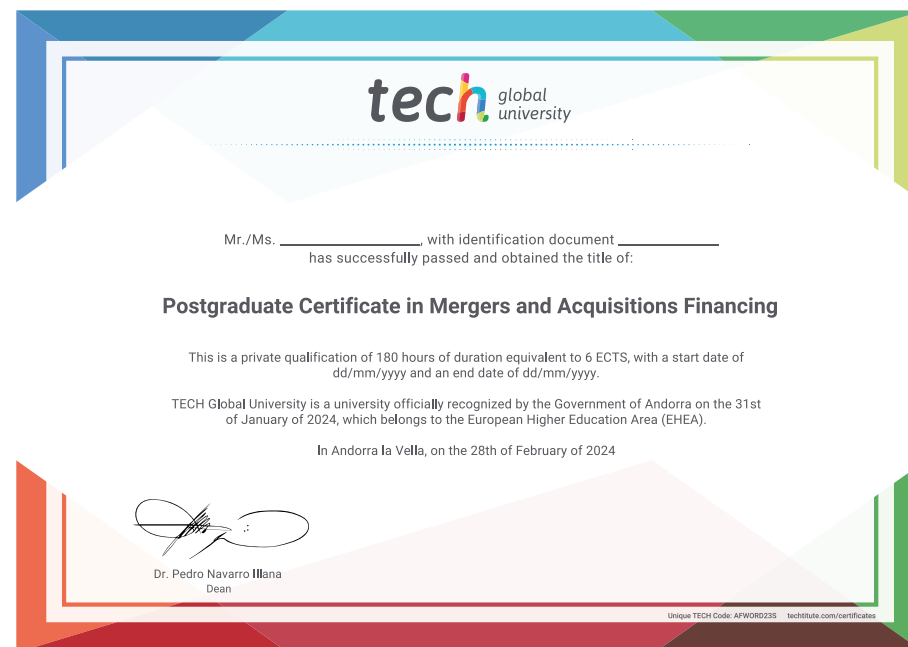 tech global
university
Mr./Ms. ____________, with identification document ____________
has successfully passed and obtained the title of:
Postgraduate Certificate in Mergers and Acquisitions Financing
This is a private qualification of 180 hours of duration equivalent to 6 ECTS, with a start date of
dd/mm/yyyy and an end date of dd/mm/yyyy.
TECH Global University is a university officially recognized by the Government of Andorra on the 31st
of January of 2024, which belongs to the European Higher Education Area (EHEA).
In Andorra la Vella, on the 28th of February of 2024
Dr. Pedro Navarro Illana
Dean
Unique TECH Code: AFWORD23S techtitute.com/certificates